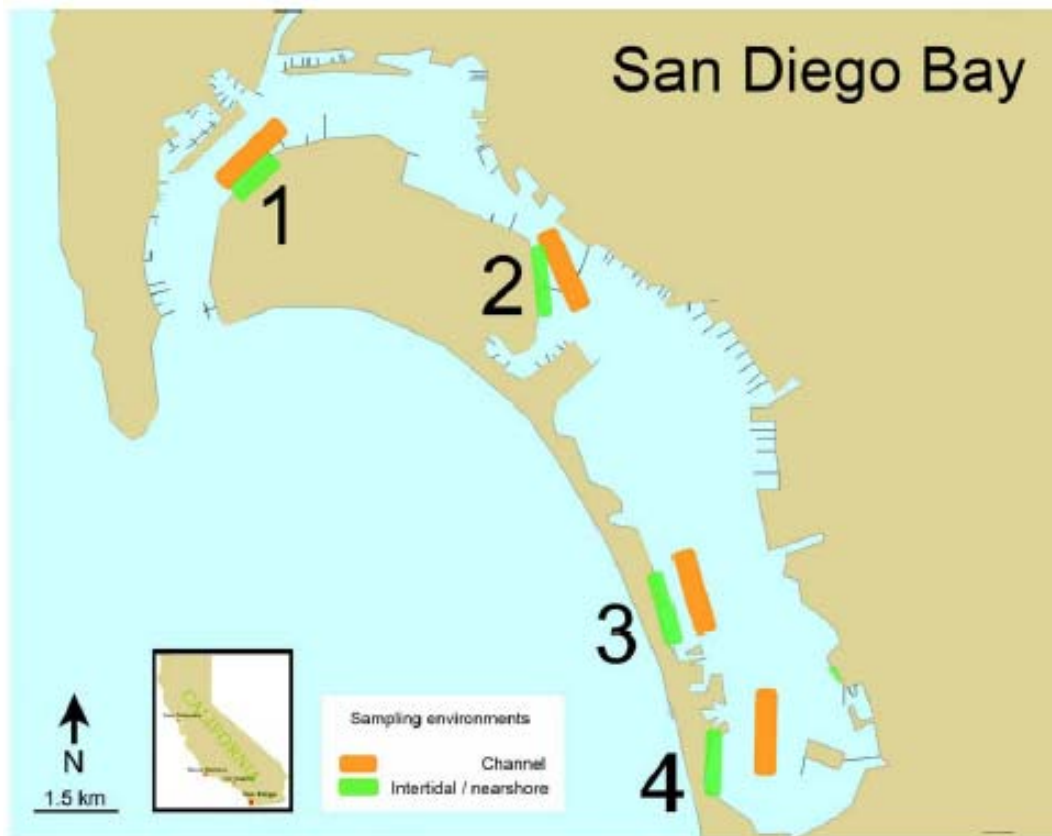 San Diego Bay
1
2
3
4
N
1.5 km
CALIFORNIA
San Diego
Sampling environments
Channel
Intertidal / nearshore